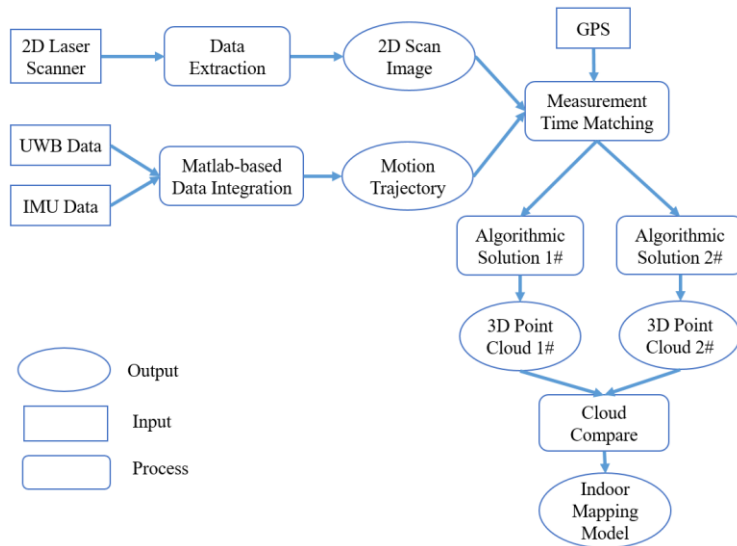 2D Laser
Scanner
Data
Extraction
2D Scan
Image
GPS
Measurement
Time Matching
UWB Data
IMU Data
Matlab-based
Data Integration
Motion
Trajectory
Algorithmic
Solution 1#
Algorithmic
Solution 2#
3D Point
Cloud 1#
3D Point
Cloud 2#
Cloud
Compare
Indoor
Mapping
Model
Output
Input
Process